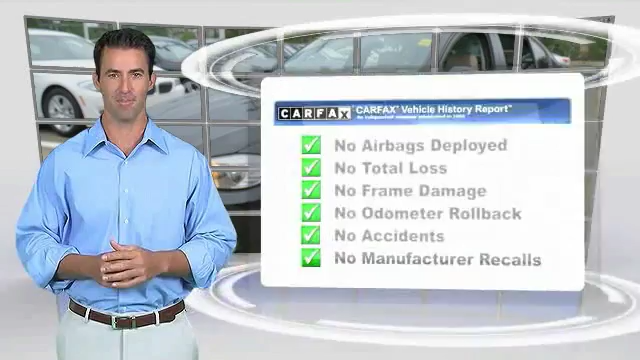 CARFAX CARFAX Vehicle History Report™
No Airbags Deployed
No Total Loss
No Frame Damage
No Odometer Rollback
No Accidents
No Manufacturer Recalls